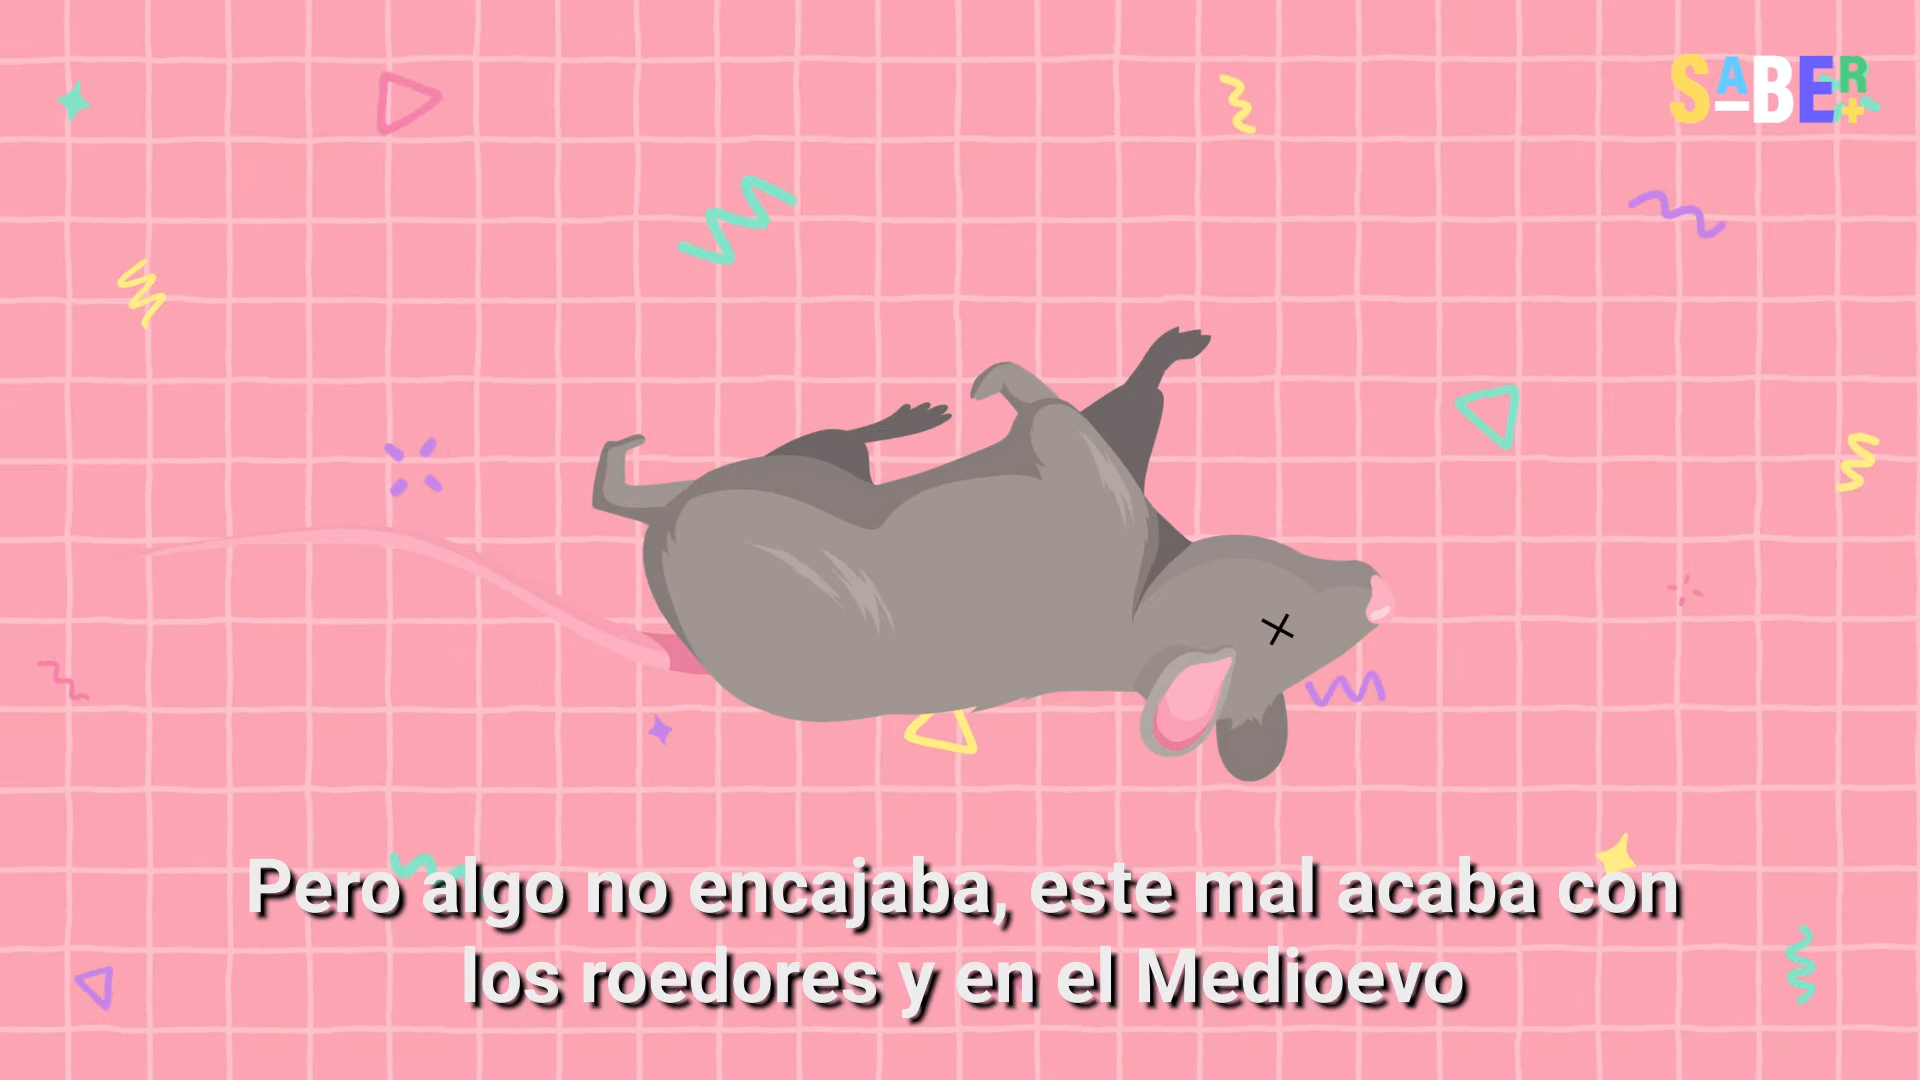 SABER+
Pero algo no encajaba, este mal acaba con
los roedores y en el Medioevo